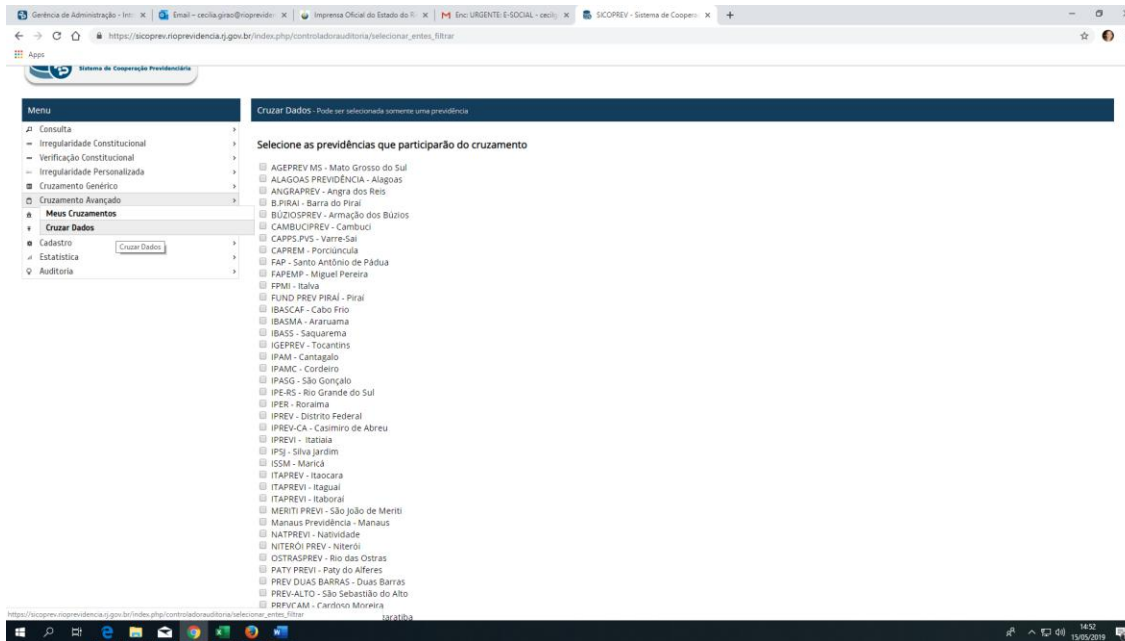 Gerência de Administração - Int
Email – cecilia.girao@rioprevide
Imprensa Oficial do Estado do R
Enc: URGENTE: E-SOCIAL - cecilg
SICOPREV - Sistema de Coopera
https://sicoprev.rioprevidencia.rj.gov.br/index.php/controladorauditoria/selecionar_entes_filtrar
Apps
Sistema de Cooperação Previdenciária
Menu
Consulta
Irregularidade Constitucional
Verificação Constitucional
Irregularidade Personalizada
Cruzamento Genérico
Cruzamento Avançado
Meus Cruzamentos
Cruzar Dados
Cadastro
Cruzar Dados
Estatística
Auditoria
Cruzar Dados - Pode ser selecionada somente uma previdência
Selecione as previdências que participarão do cruzamento
AGEPREV MS - Mato Grosso do Sul
ALAGOAS PREVIDÊNCIA - Alagoas
ANGRAPREV - Angra dos Reis
B.PIRAI - Barra do Piraí
BÚZIOSPREV - Armação dos Búzios
CAMBUCIPREV - Cambuci
CAPPS.PVS - Varre-Sai
CAPREM - Porciúncula
FAP - Santo Antônio de Pádua
FAPEMP - Miguel Pereira
FPMI - Italva
FUND PREV PIRAÍ - Piraí
IBASCAF - Cabo Frio
IBASMA - Araruama
IBASS - Saquarema
IGEPREV - Tocantins
IPAM - Cantagalo
IPAMC - Cordeiro
IPASG - São Gonçalo
IPE-RS - Rio Grande do Sul
IPER - Roraima
IPREV - Distrito Federal
IPREV-CA - Casimiro de Abreu
IPREVI - Itatiaia
IPSJ - Silva Jardim
ISSM - Maricá
ITAPREV - Itaocara
ITAPREVI - Itaguaí
ITAPREVI - Itaboraí
MERITI PREVI - São João de Meriti
Manaus Previdência - Manaus
NATPREVI - Natividade
NITERÓI PREV - Niterói
OSTRASPREV - Rio das Ostras
PATY PREVI - Paty do Alferes
PREV DUAS BARRAS - Duas Barras
PREV-ALTO - São Sebastião do Alto
PREVCAM - Cardoso Moreira
https://sicoprev.rioprevidencia.rj.gov.br/index.php/controladorauditoria/selecionar_entes_filtrar
aratiba
14:52
15/05/2019